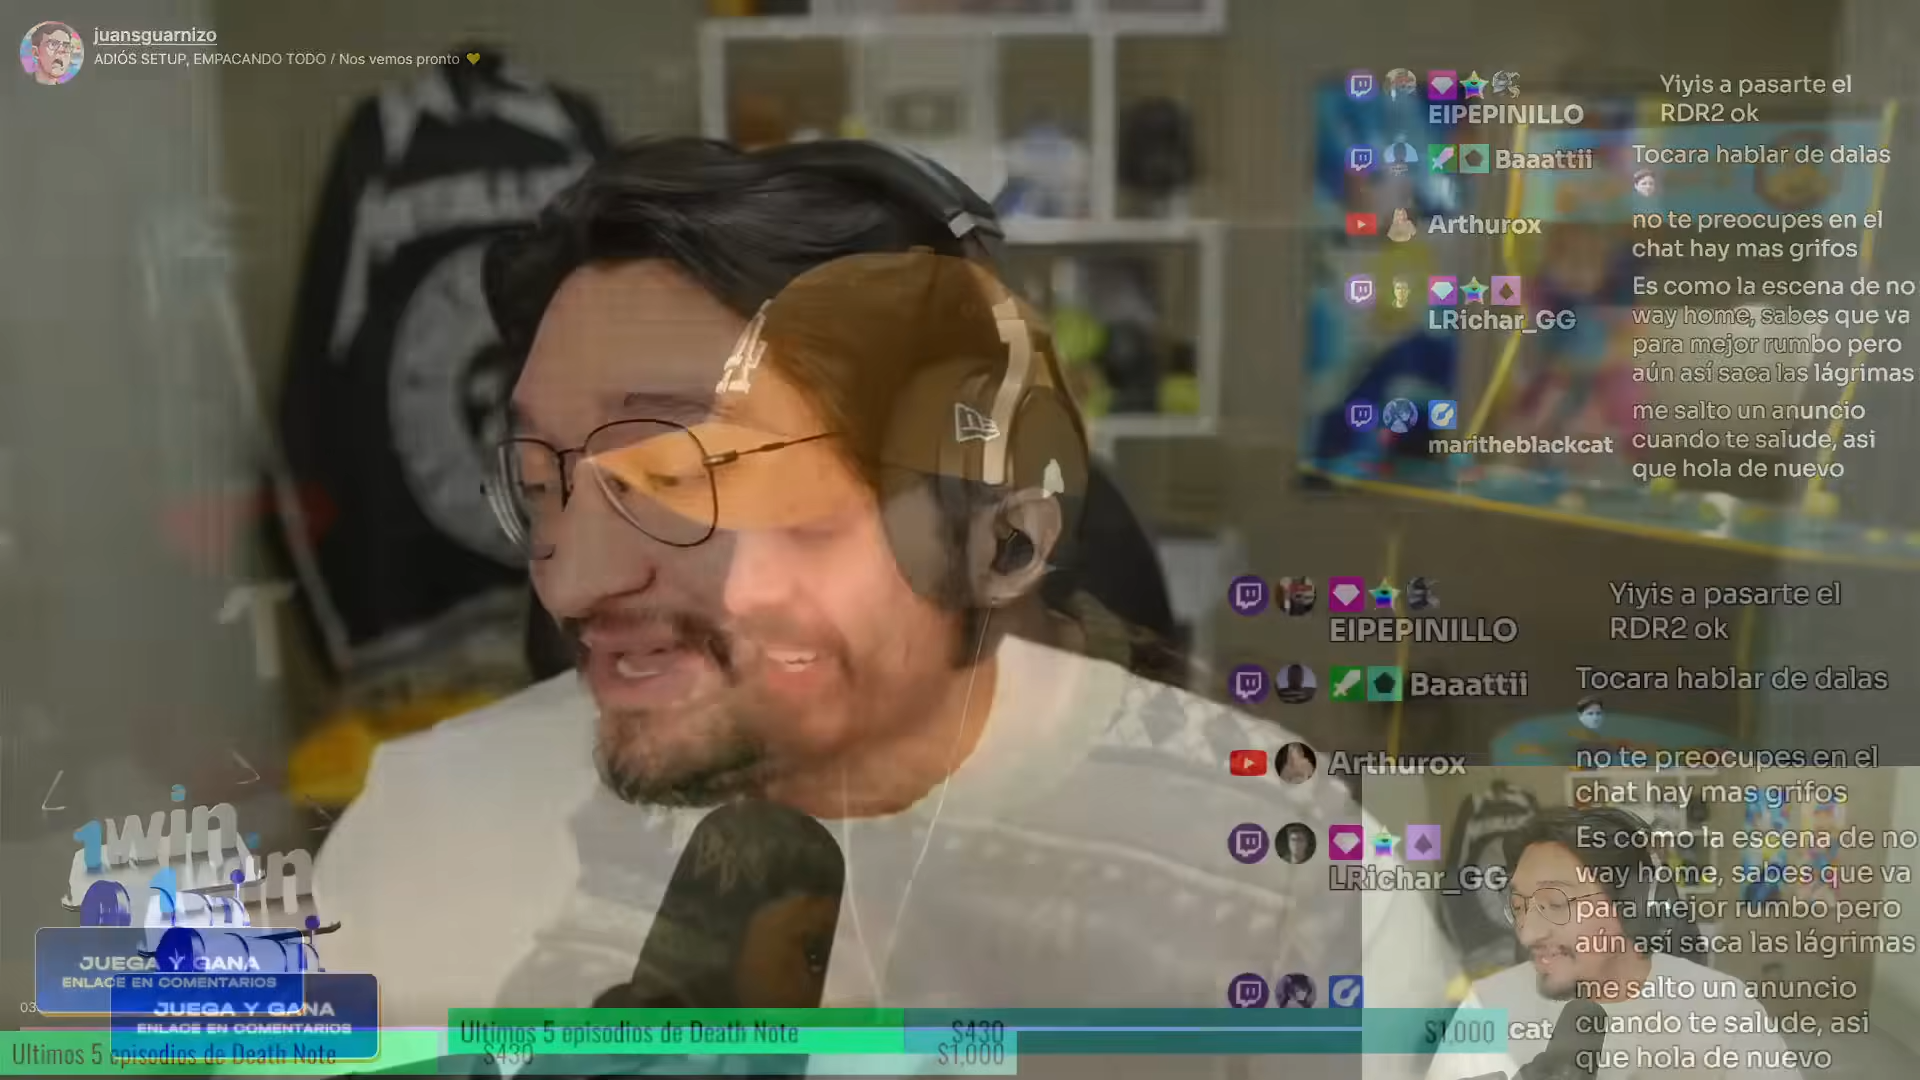 juansguarnizo
ADIÓS SETUP, EMPACANDO TODO / Nos vemos pronto 💛
EIPEPINILLO
Yiyis a pasarte el
RDR2 ok
Baaattii
Tocara hablar de dalas
Arthurox
no te preocupes en el
chat hay mas grifos
LRichar_GG
Es como la escena de no
way home, sabes que va
para mejor rumbo pero
aún así saca las lágrimas
maritheblackcat
me salto un anuncio
cuando te salude, asi
que hola de nuevo
EIPEPINILLO
Yiyis a pasarte el
RDR2 ok
Baaattii
Tocara hablar de dalas
Arthurox
no te preocupes en el
chat hay mas grifos
LRichar_GG
Es como la escena de no
way home, sabes que va
para mejor rumbo pero
aún así saca las lágrimas
cat
me salto un anuncio
cuando te salude, asi
que hola de nuevo
1win
1win
JUEGA Y GANA
ENLACE EN COMENTARIOS
JUEGA Y GANA
ENLACE EN COMENTARIOS
03
Ultimos 5 episodios de Death Note
$430
$1,000
Ultimos 5 episodios de Death Note
$430
$1,000